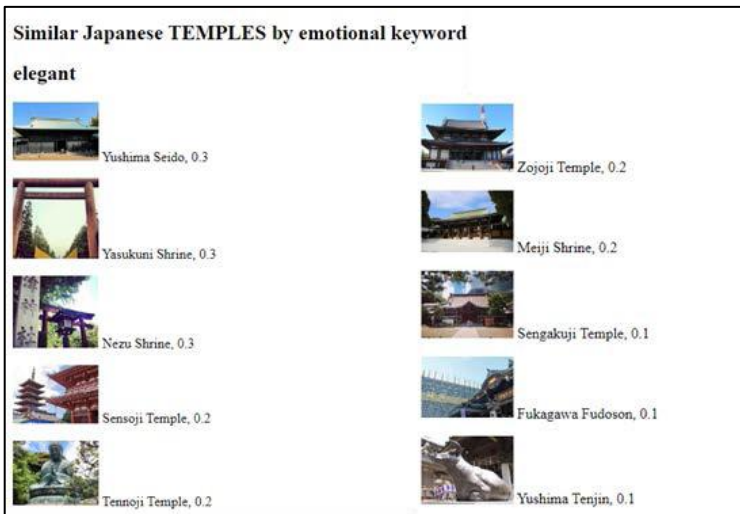 Similar Japanese TEMPLES by emotional keyword
elegant
Yushima Seido, 0.3
Yasukuni Shrine, 0.3
Nezu Shrine, 0.3
Sensoji Temple, 0.2
Tennoji Temple, 0.2
Zojoji Temple, 0.2
Meiji Shrine, 0.2
Sengakuji Temple, 0.1
Fukagawa Fudoson, 0.1
Yushima Tenjin, 0.1